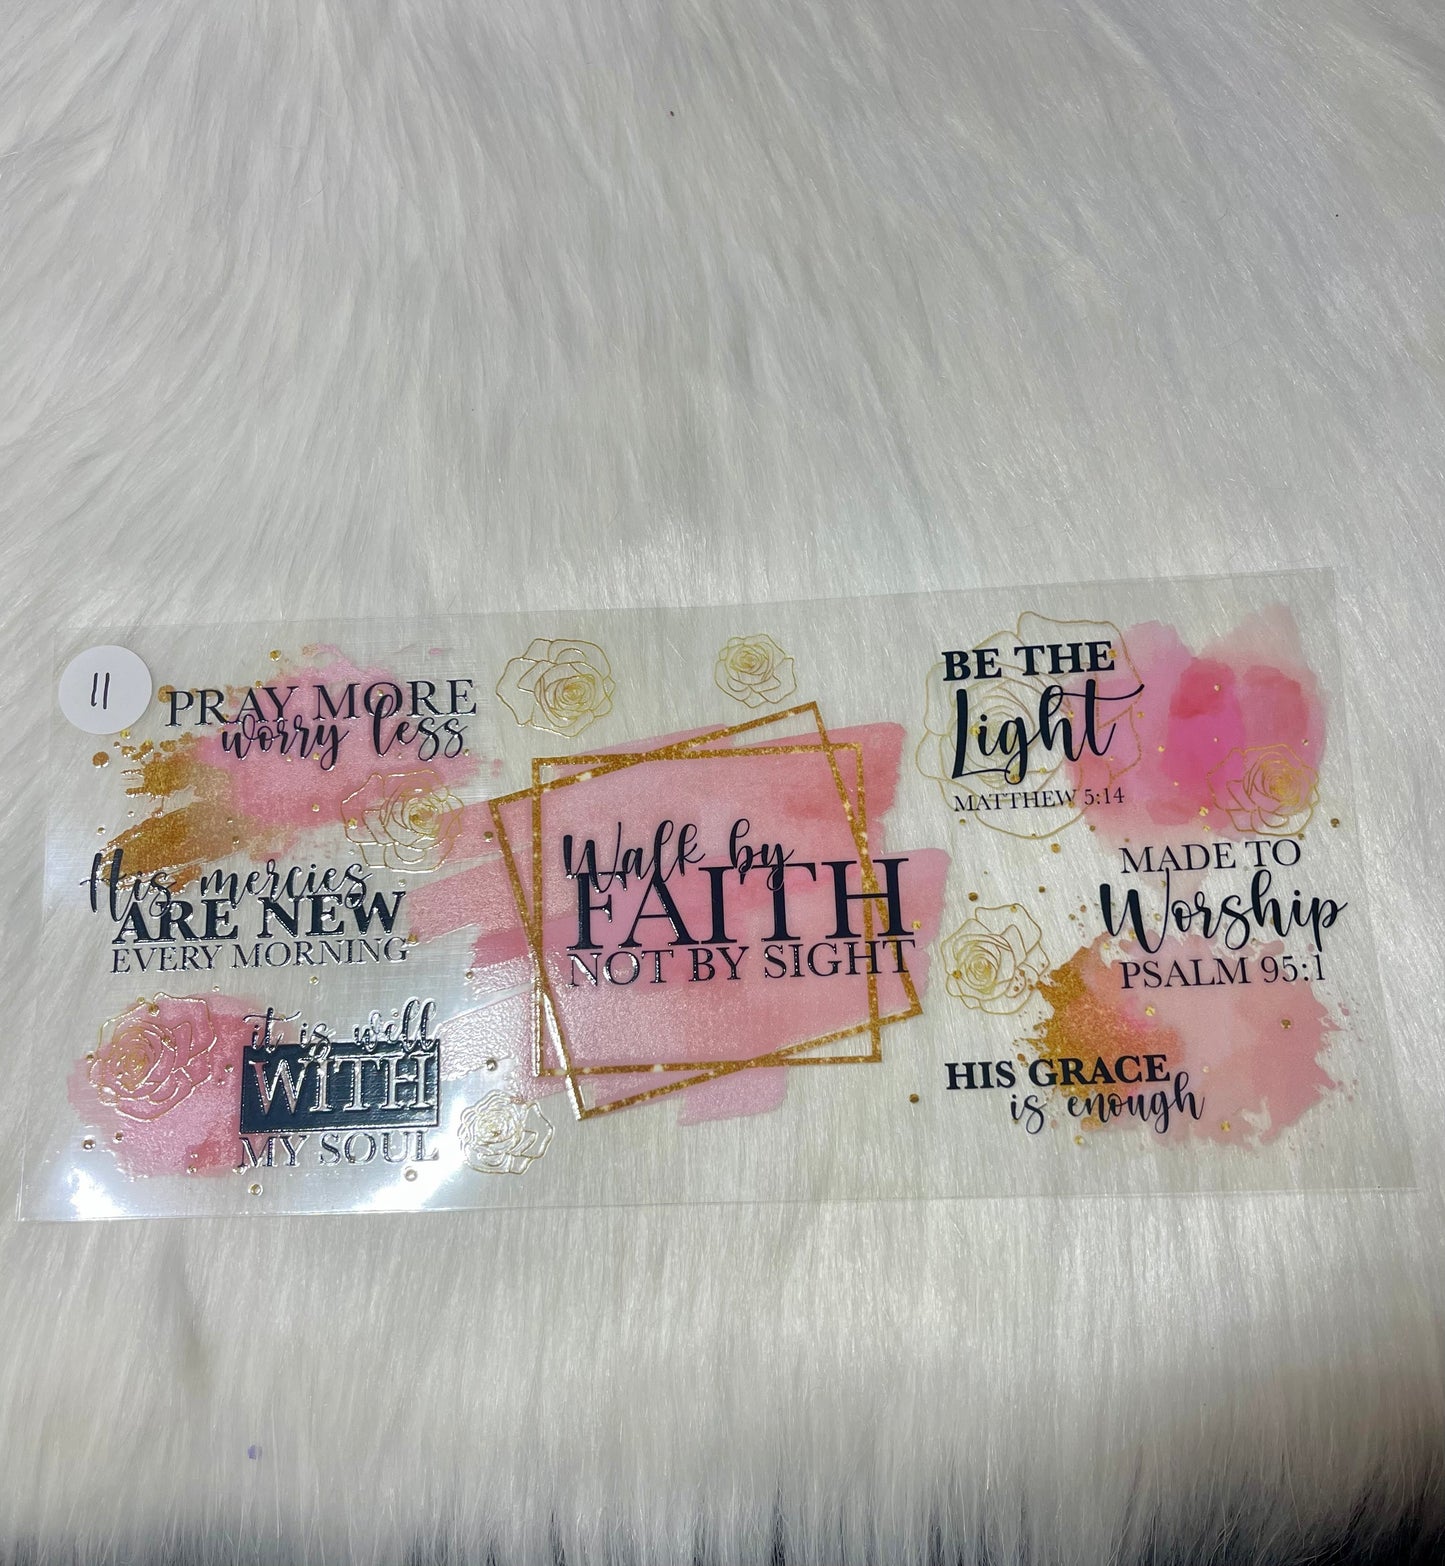 11
PRAY MORE
worry less
His mercies
ARE NEW
EVERY MORNING
it is well
WITH
MY SOUL
Walk by
FAITH
NOT BY SIGHT
BE THE
Light
MATTHEW 5:14
MADE TO
Worship
PSALM 95:1
HIS GRACE
is enough